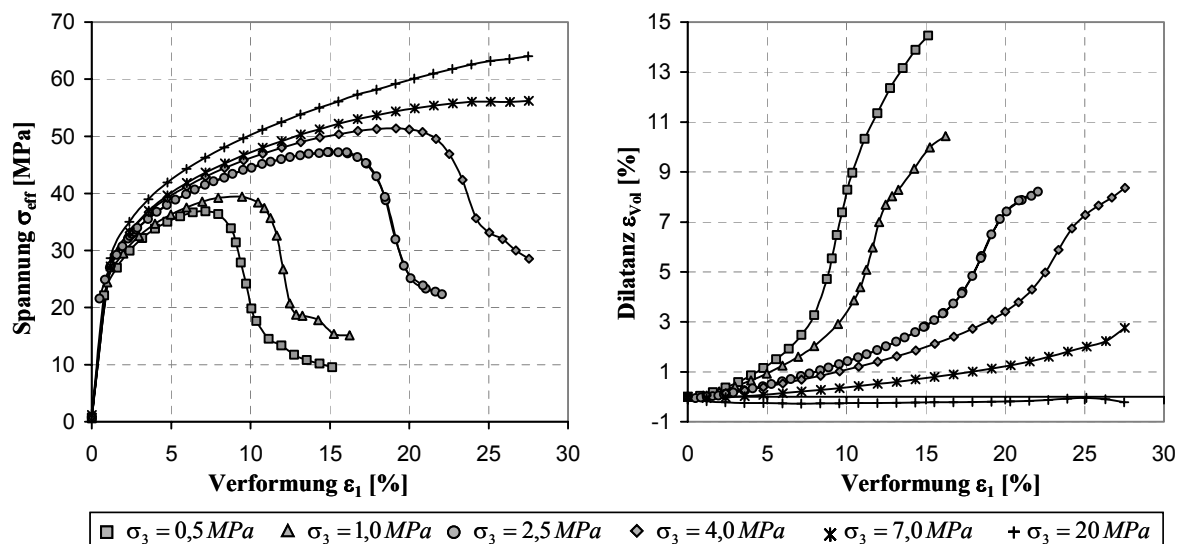 70
60
50
40
30
20
10
0
Spannung σeff [MPa]
0 5 10 15 20 25 30
Verformung ε1 [%]
15
13
11
9
7
5
3
1
-1
Dilatanz εVol [%]
0 5 10 15 20 25 30
Verformung ε1 [%]
σ3 = 0,5 MPa σ3 = 1,0 MPa σ3 = 2,5 MPa σ3 = 4,0 MPa σ3 = 7,0 MPa σ3 = 20 MPa